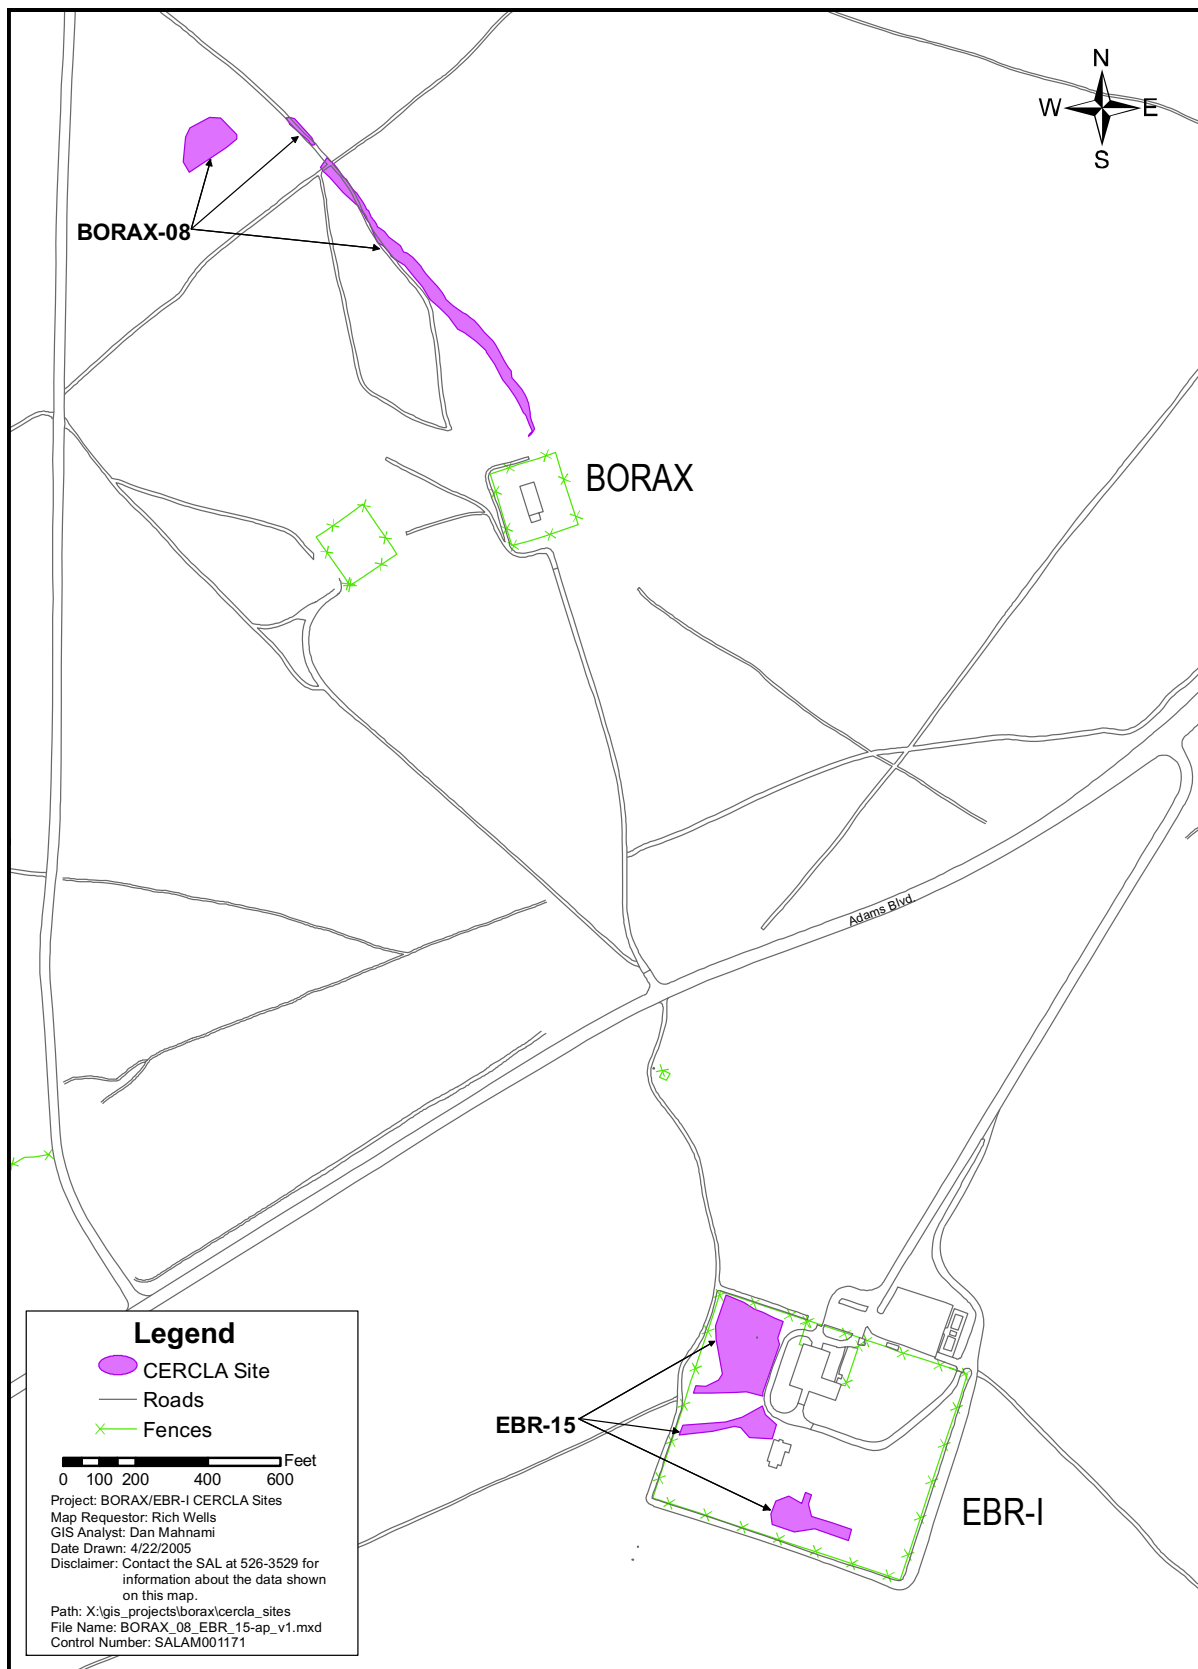 N
W E
S
BORAX-08
BORAX
Adams Blvd.
EBR-15
EBR-I
Legend
CERCLA Site
Roads
Fences
Feet
0 100 200 400 600
Project: BORAX/EBR-I CERCLA Sites
Map Requestor: Rich Wells
GIS Analyst: Dan Mahnami
Date Drawn: 4/22/2005
Disclaimer: Contact the SAL at 526-3529 for
information about the data shown
on this map.
Path: X:\gis_projects\borax\cercla_sites
File Name: BORAX_08_EBR_15-ap_v1.mxd
Control Number: SALAM001171